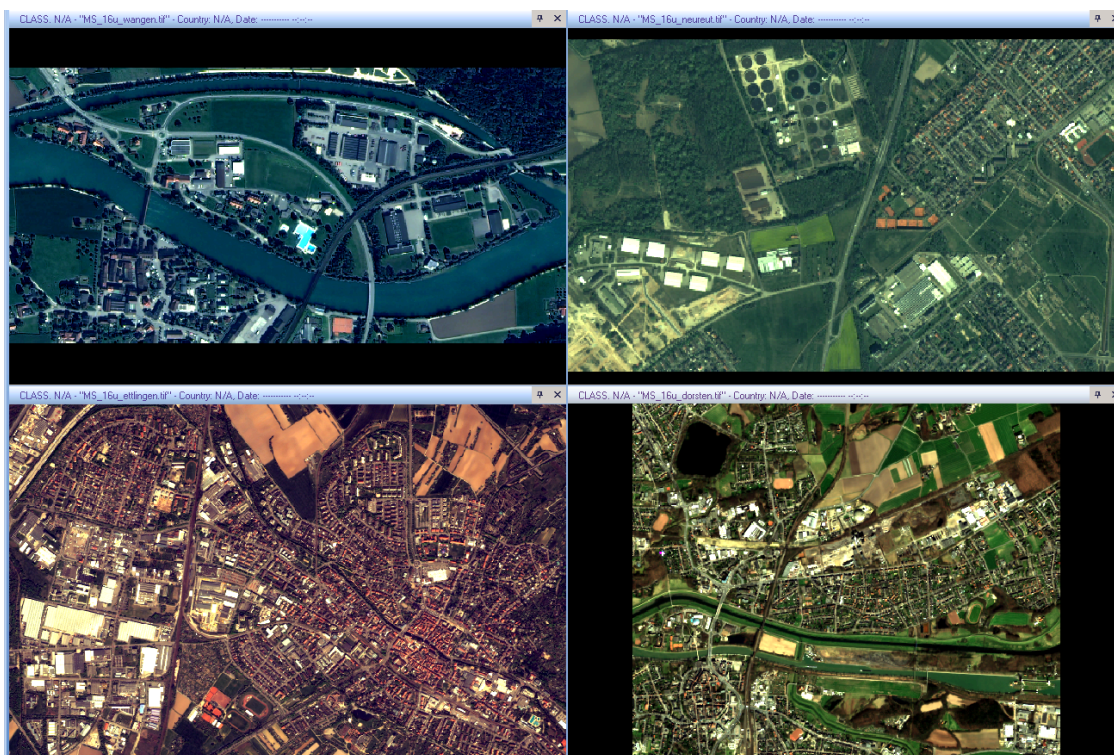 CLASS. N/A - "MS_16u_wangen.tif" - Country: N/A, Date: ----------- --:--:--
CLASS. N/A - "MS_16u_neureut.tif" - Country: N/A, Date: ----------- --:--:--
CLASS. N/A - "MS_16u_ettlingen.tif" - Country: N/A, Date: ----------- --:--:--
CLASS. N/A - "MS_16u_dorsten.tif" - Country: N/A, Date: ----------- --:--:--